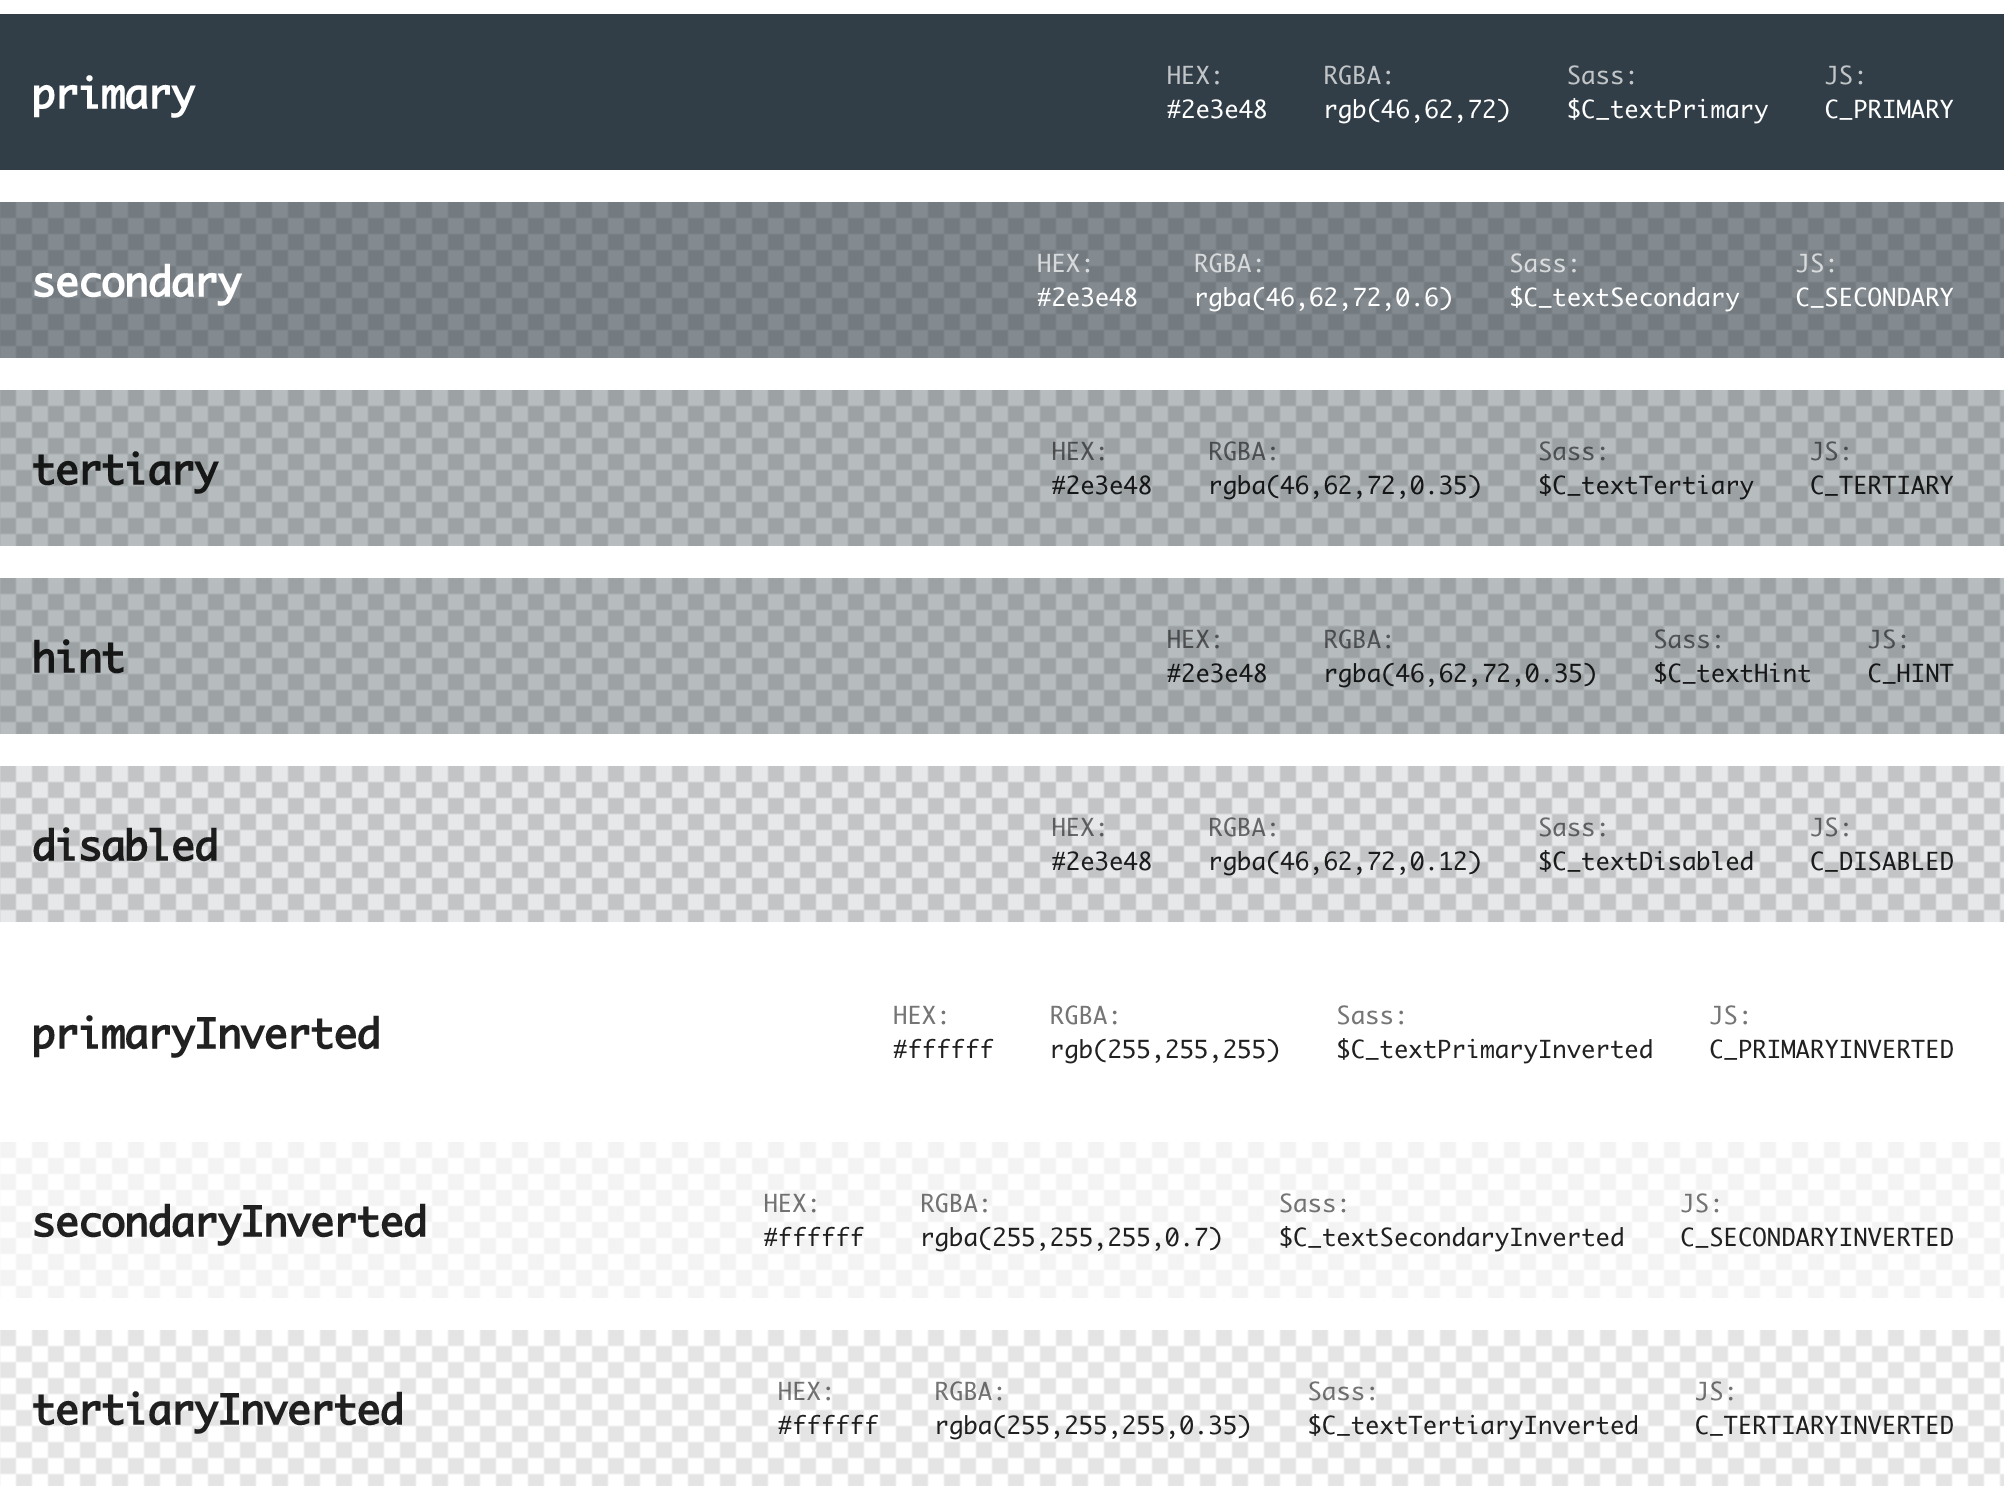 primary
HEX: RGBA: Sass: JS:
#2e3e48 rgb(46,62,72) $C_textPrimary C_PRIMARY
secondary
HEX: RGBA: Sass: JS:
#2e3e48 rgba(46,62,72,0.6) $C_textSecondary C_SECONDARY
tertiary
HEX: RGBA: Sass: JS:
#2e3e48 rgba(46,62,72,0.35) $C_textTertiary C_TERTIARY
hint
HEX: RGBA: Sass: JS:
#2e3e48 rgba(46,62,72,0.35) $C_textHint C_HINT
disabled
HEX: RGBA: Sass: JS:
#2e3e48 rgba(46,62,72,0.12) $C_textDisabled C_DISABLED
primaryInverted
HEX: RGBA: Sass: JS:
#ffffff rgb(255,255,255) $C_textPrimaryInverted C_PRIMARYINVERTED
secondaryInverted
HEX: RGBA: Sass: JS:
#ffffff rgba(255,255,255,0.7) $C_textSecondaryInverted C_SECONDARYINVERTED
tertiaryInverted
HEX: RGBA: Sass: JS:
#ffffff rgba(255,255,255,0.35) $C_textTertiaryInverted C_TERTIARYINVERTED